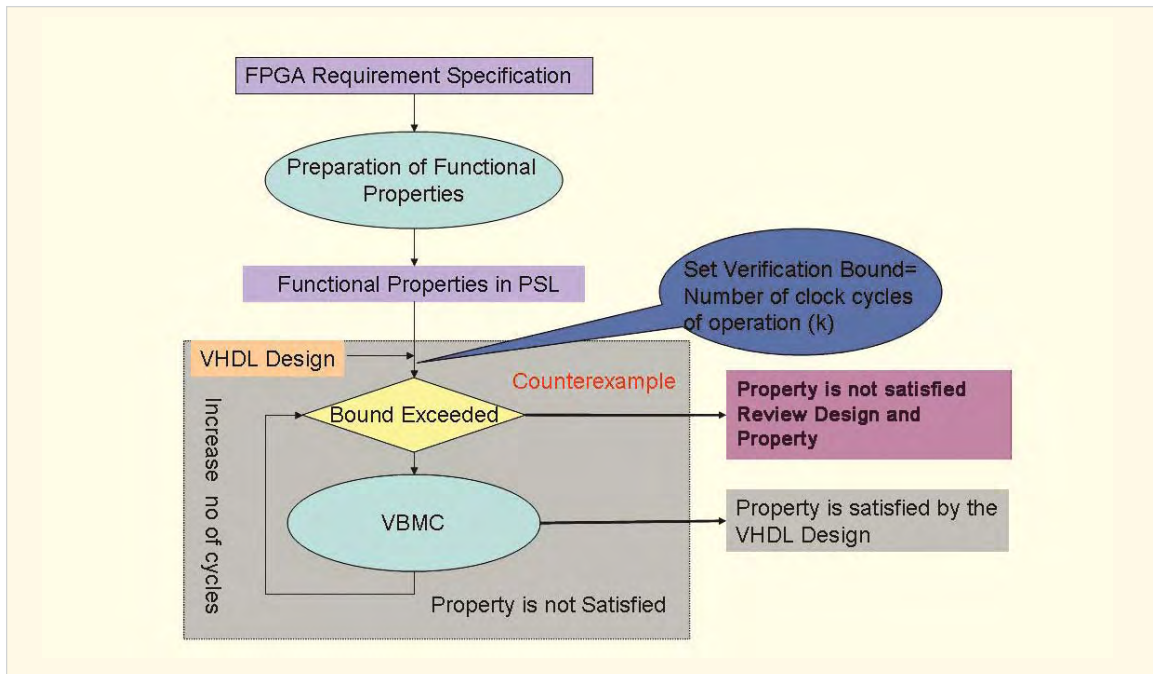 FPGA Requirement Specification
Preparation of Functional
Properties
Functional Properties in PSL
Set Verification Bound=
Number of clock cycles
of operation (k)
VHDL Design
Counterexample
Bound Exceeded
Property is not satisfied
Review Design and
Property
Increase no of cycles
VBMC
Property is satisfied by the
VHDL Design
Property is not Satisfied